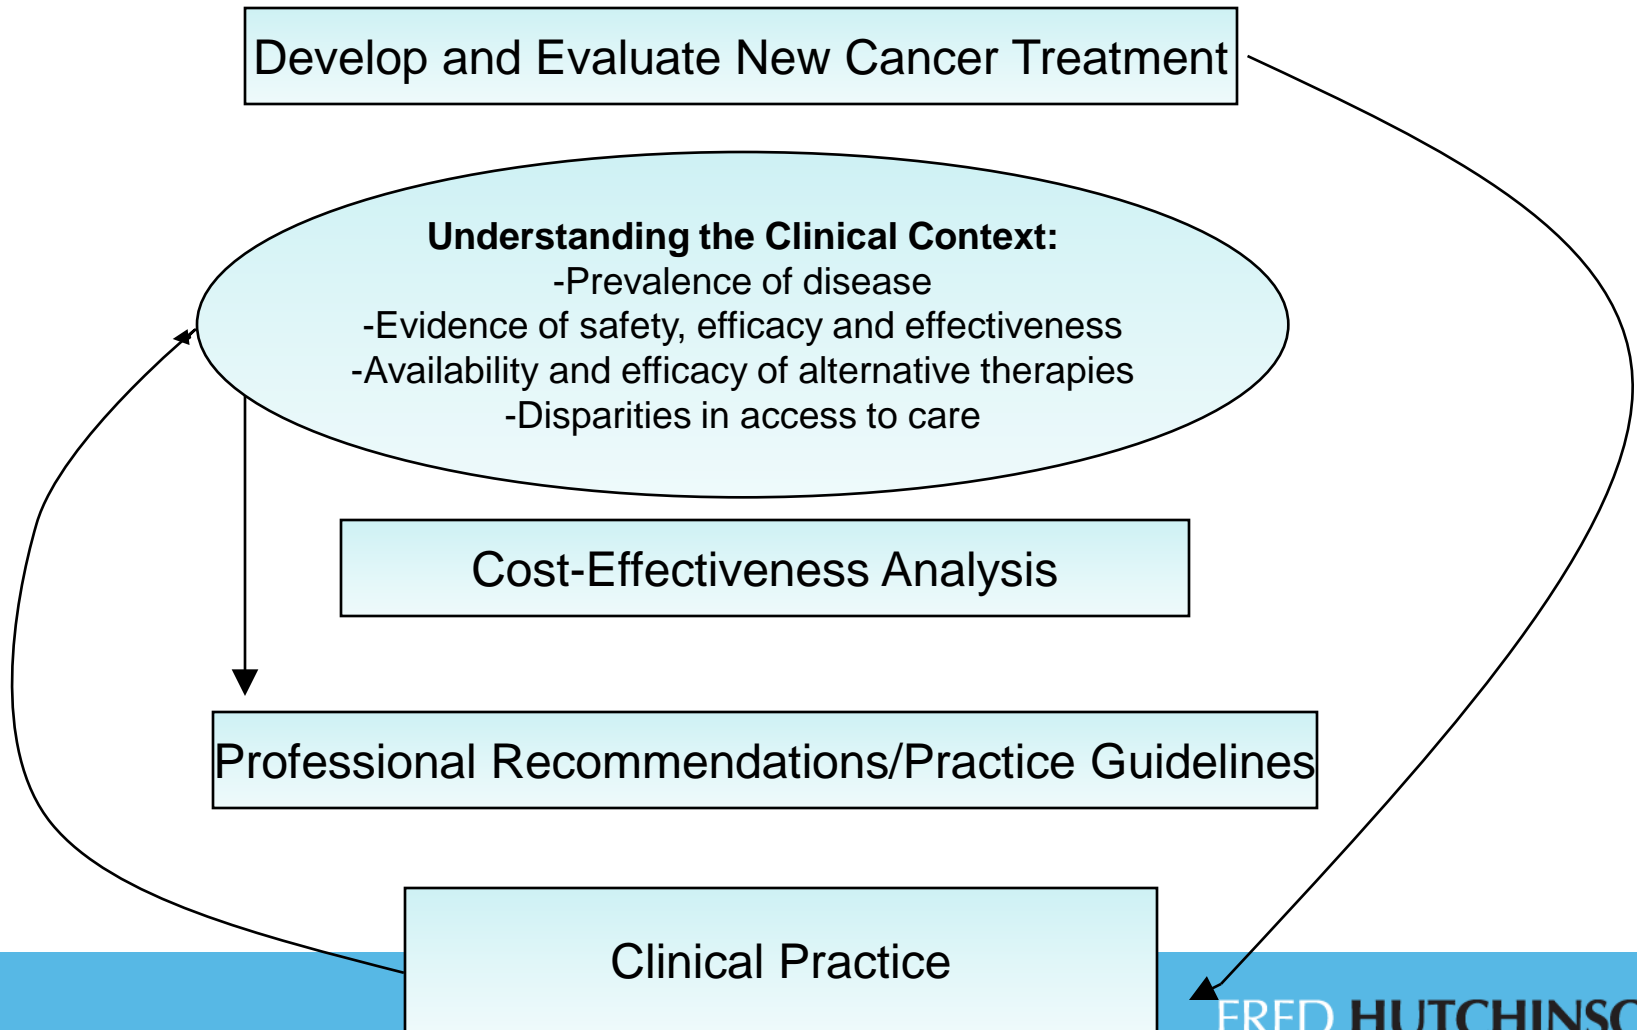 Develop and Evaluate New Cancer Treatment
Understanding the Clinical Context:
-Prevalence of disease
-Evidence of safety, efficacy and effectiveness
-Availability and efficacy of alternative therapies
-Disparities in access to care
Cost-Effectiveness Analysis
Professional Recommendations/Practice Guidelines
Clinical Practice
FRED